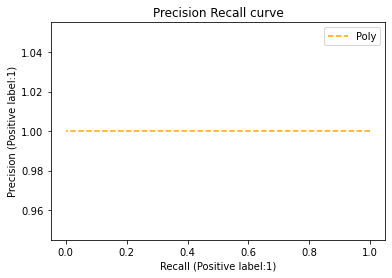 Precision Recall curve
Poly
1.04
1.02
1.00
0.98
0.96
Precision (Positive label:1)
0.0 0.2 0.4 0.6 0.8 1.0
Recall (Positive label:1)